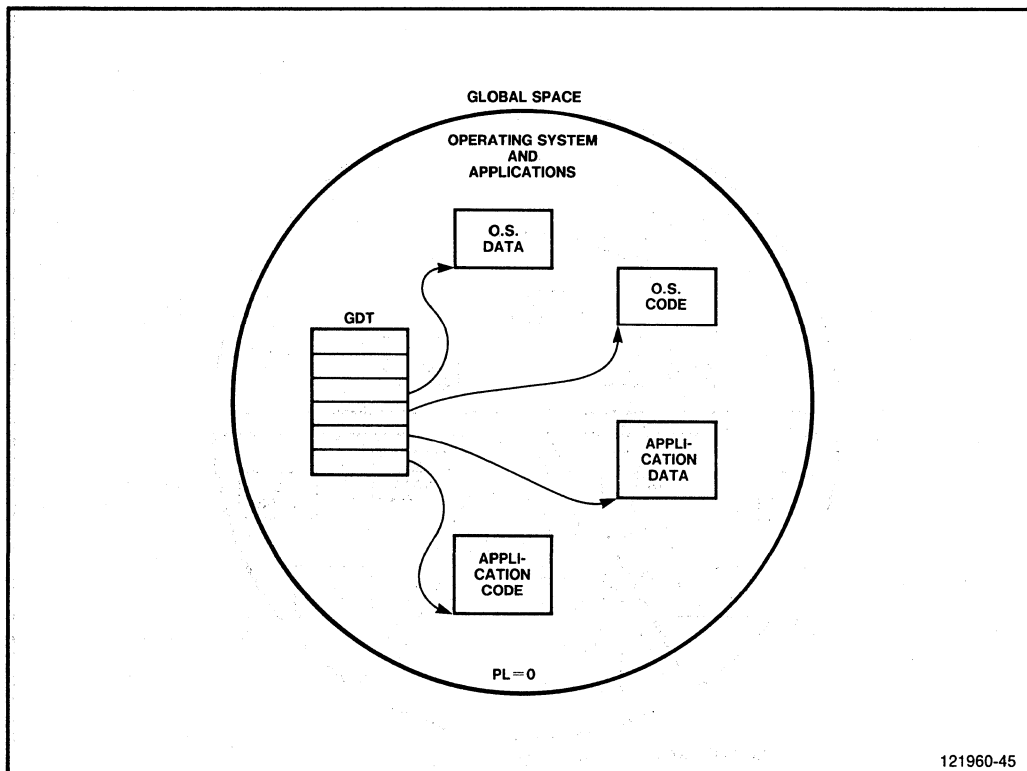 GLOBAL SPACE
OPERATING SYSTEM
AND
APPLICATIONS
O.S.
DATA
O.S.
CODE
GDT
APPLI-
CATION
DATA
APPLI-
CATION
CODE
PL=0
121960-45